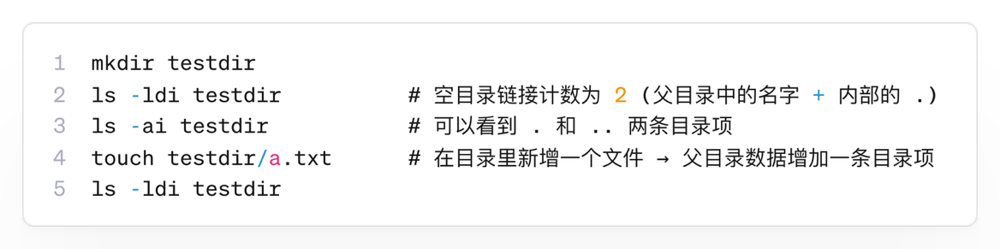 1 mkdir testdir
2 ls -ldi testdir # 空目录链接计数为 2 (父目录中的名字 + 内部的 .)
3 ls -ai testdir # 可以看到 . 和 .. 两条目录项
4 touch testdir/a.txt # 在目录里新增一个文件 → 父目录数据增加一条目录项
5 ls -ldi testdir